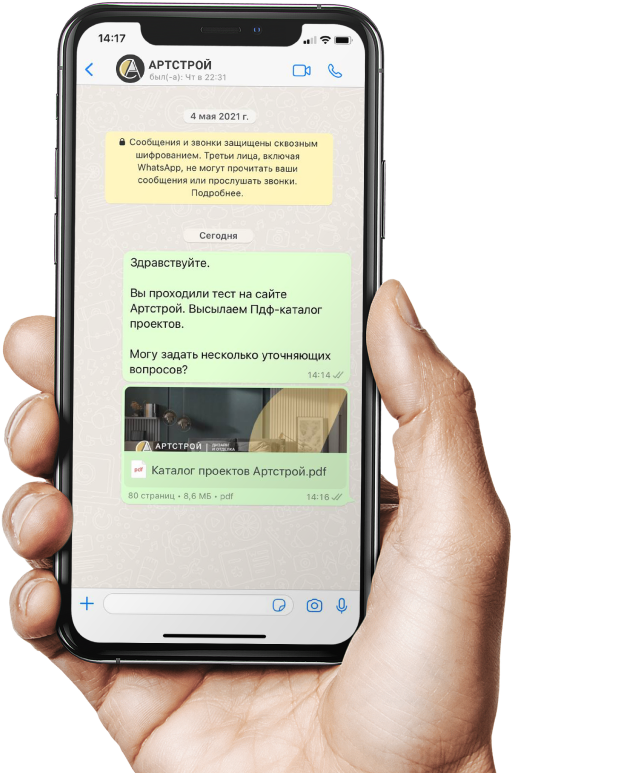 14:17
АРТСТРОЙ
был(-а): Чт в 22:31
4 мая 2021 г.
Сообщения и звонки защищены сквозным
шифрованием. Третьи лица, включая
WhatsApp, не могут прочитать ваши
сообщения или прослушать звонки.
Подробнее.
Сегодня
Здравствуйте.
Вы проходили тест на сайте
Артстрой. Высылаем Пдф-каталог
проектов.
Могу задать несколько уточняющих
вопросов?
14:14
АРТСТРОЙ | ДИЗАЙН
И ОТДЕЛКА
pdf Каталог проектов Артстрой.pdf
80 страниц • 8,6 МБ • pdf 14:16